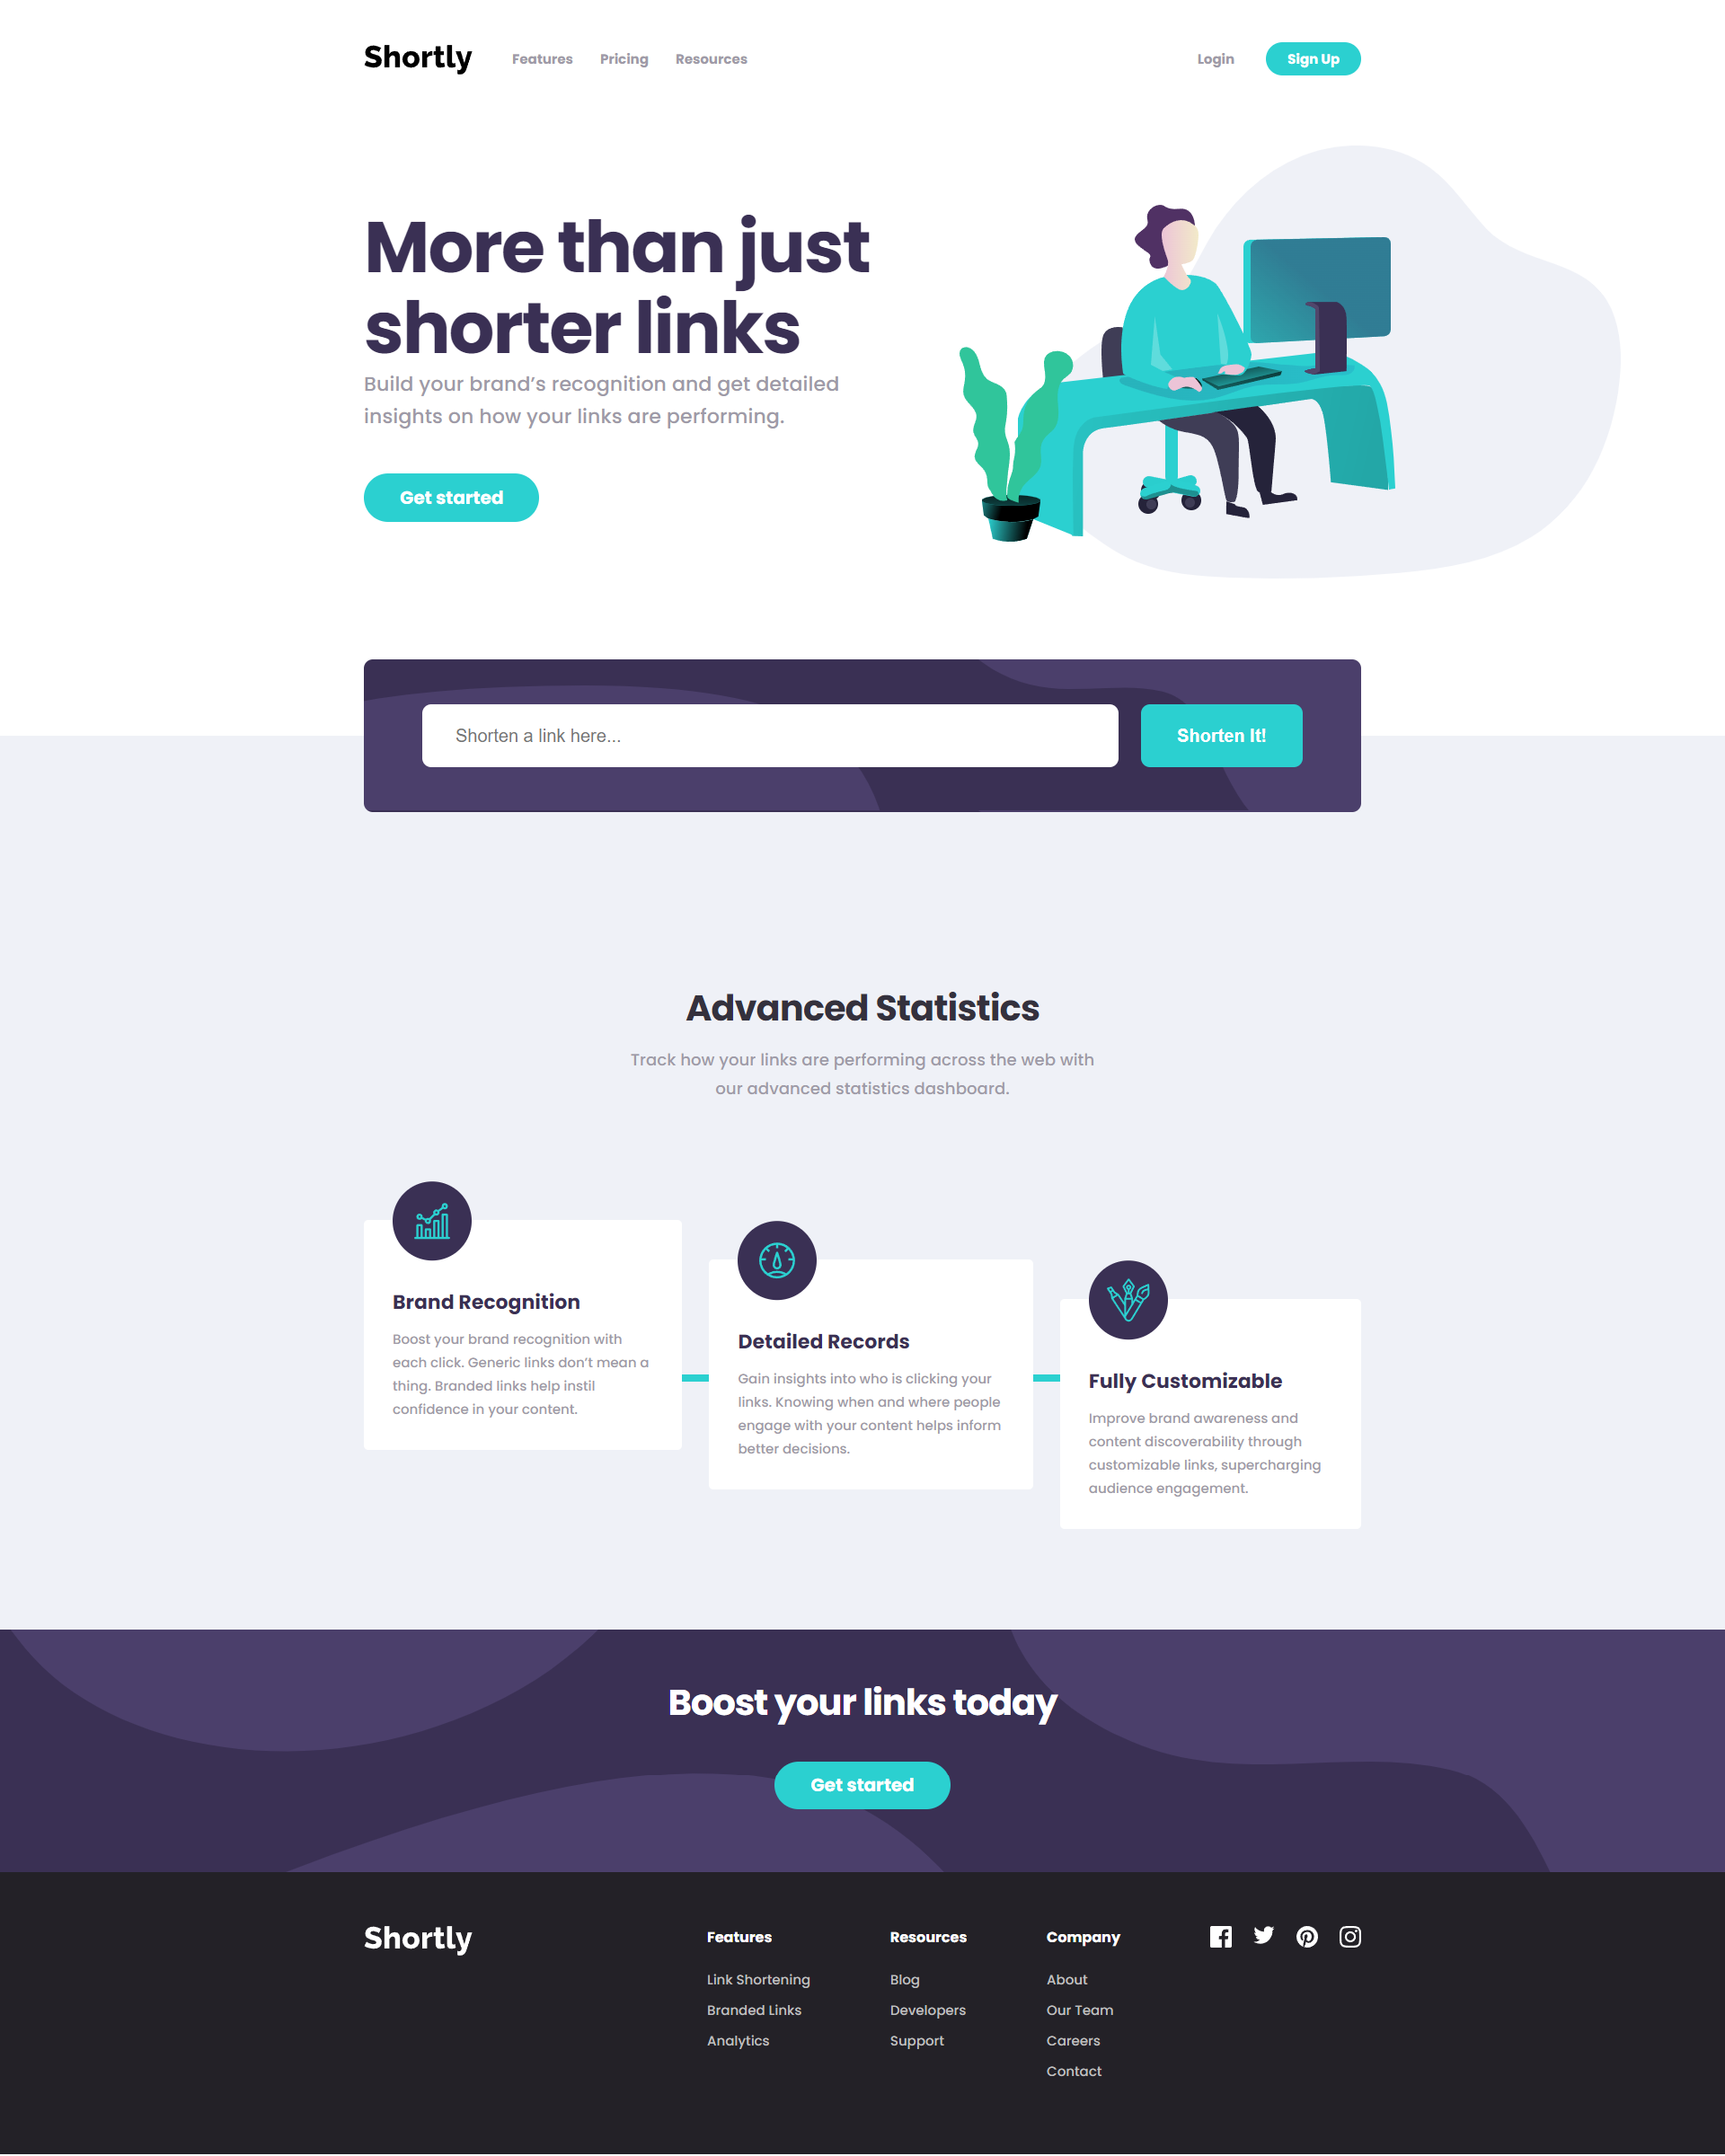 Shortly
Features
Pricing
Resources
Login
Sign Up
More than just
shorter links
Build your brand’s recognition and get detailed
insights on how your links are performing.
Get started
Shorten a link here...
Shorten It!
Advanced Statistics
Track how your links are performing across the web with
our advanced statistics dashboard.
Brand Recognition
Boost your brand recognition with
each click. Generic links don’t mean a
thing. Branded links help instil
confidence in your content.
Detailed Records
Gain insights into who is clicking your
links. Knowing when and where people
engage with your content helps inform
better decisions.
Fully Customizable
Improve brand awareness and
content discoverability through
customizable links, supercharging
audience engagement.
Boost your links today
Get started
Shortly
Features
Link Shortening
Branded Links
Analytics
Resources
Blog
Developers
Support
Company
About
Our Team
Careers
Contact